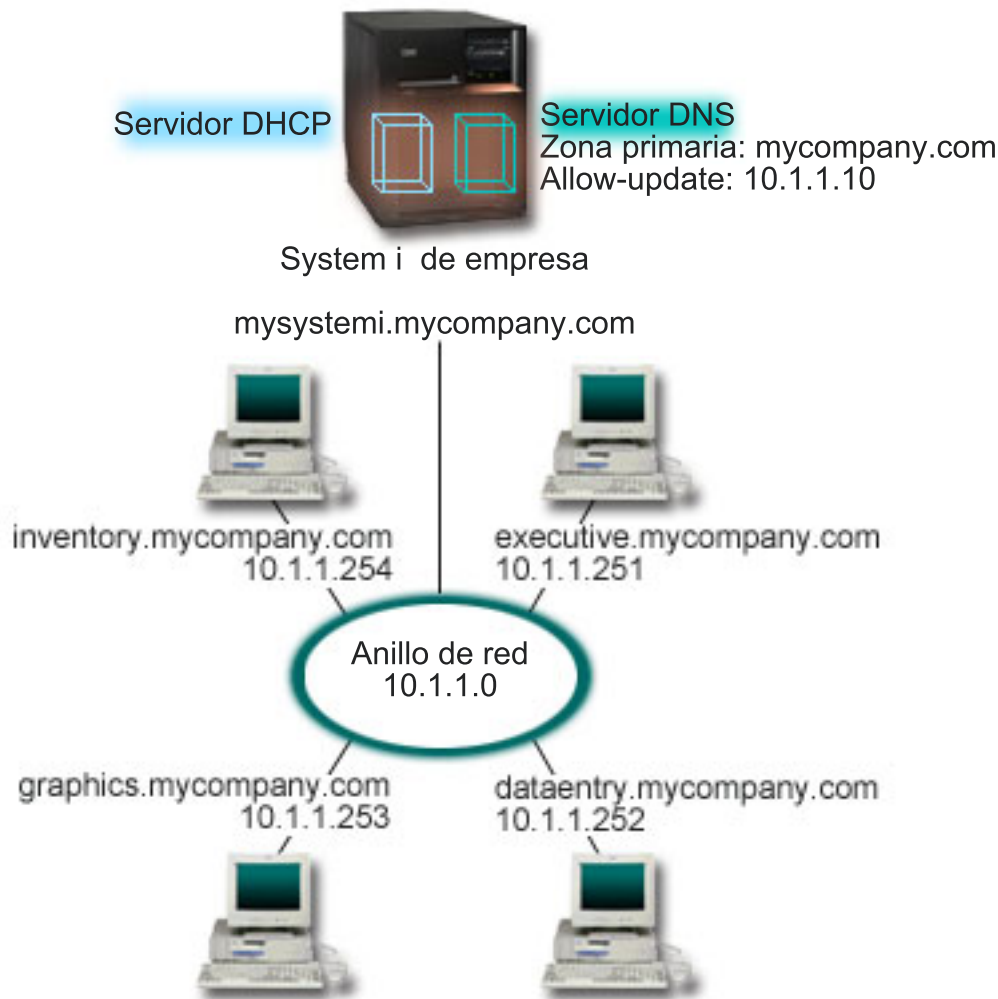 Servidor DHCP
Servidor DNS
Zona primaria: mycompany.com
Allow-update: 10.1.1.10
System i de empresa
mysystemi.mycompany.com
inventory.mycompany.com
10.1.1.254
executive.mycompany.com
10.1.1.251
Anillo de red
10.1.1.0
graphics.mycompany.com
10.1.1.253
dataentry.mycompany.com
10.1.1.252